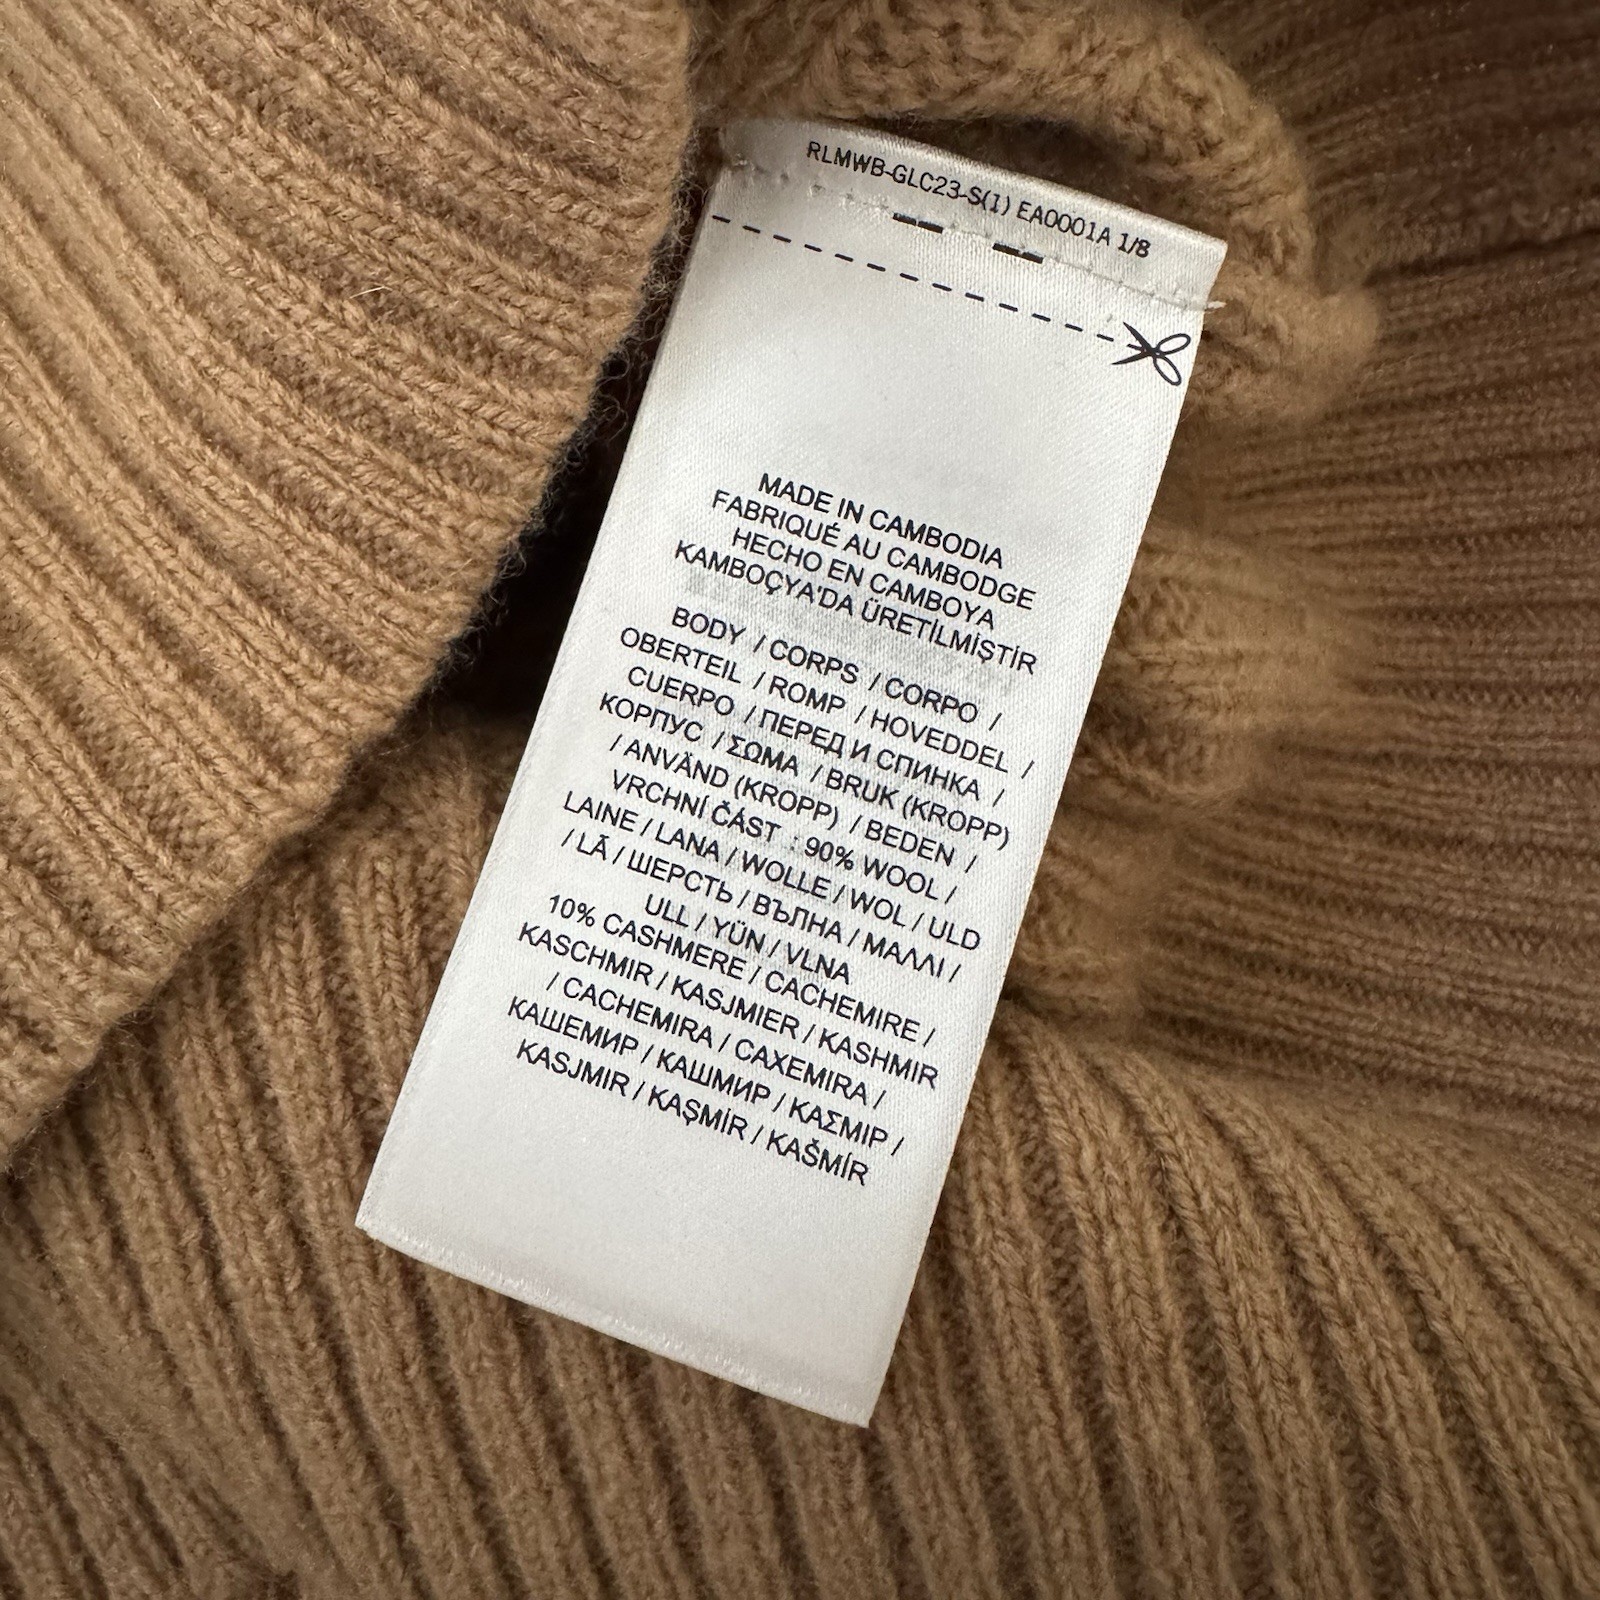 RLMWB-GLC23-S(I) EA0001A 1/8
MADE IN CAMBODIA
FABRIQUÉ AU CAMBODGE
HECHO EN CAMBOYA
KAMBOÇYA'DA ÜRETİLMİŞTİR
BODY / CORPS / CORPO /
OBERTEIL / ROMP / HOVEDDEL /
CUERPO / ПЕРЕД И СПИНКА /
КОРПУС / ΣΩΜΑ / BRUK (KROPP)
/ ANVÄND (KROPP) / BEDEN /
VRCHNÍ ČÁST : 90% WOOL /
LAINE / LANA / WOLLE / WOL / ULD
/ LÃ / ШЕРСТЬ / ВЪЛНА / ΜΑΛΛΙ /
ULL / YÜN / VLNA
10% CASHMERE / CACHEMIRE /
KASCHMIR / KASJMIER / KASHMIR
/ CACHEMIRA / CAXEMIRA /
КАШЕМИР / КАШМИР / ΚΑΣΜΙΡ /
KASJMIR / KAŞMİR / KAŠMÍR